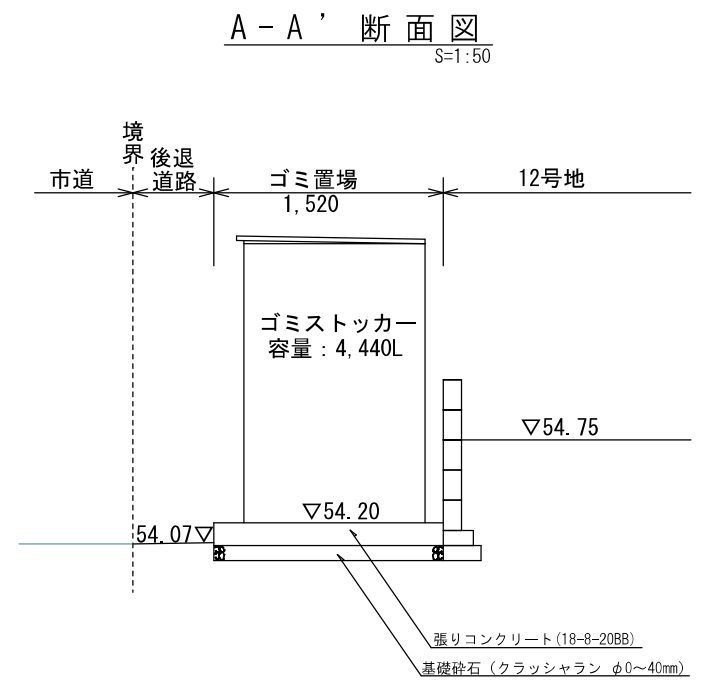 A-A’断面図
S=1:50
境界
市道
後退道路
ゴミ置場
1,520
12号地
ゴミストッカー
容量：4,440L
▽54.75
▽54.20
54.07▽
張りコンクリート(18-8-20BB)
基礎砕石（クラッシャラン φ0～40mm）